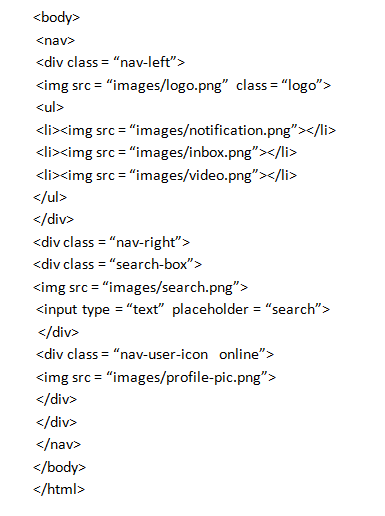 <body>
<nav>
<div class = “nav-left”>
<img src = “images/logo.png”  class = “logo”>
<ul>
<li><img src = “images/notification.png”></li>
<li><img src = “images/inbox.png”></li>
<li><img src = “images/video.png”></li>
</ul>
</div>
<div class = “nav-right”>
<div class = “search-box”>
<img src = “images/search.png”>
<input type = “text”  placeholder = “search”>
</div>
<div class = “nav-user-icon   online”>
<img src = “images/profile-pic.png”>
</div>
</div>
</nav>
</body>
</html>